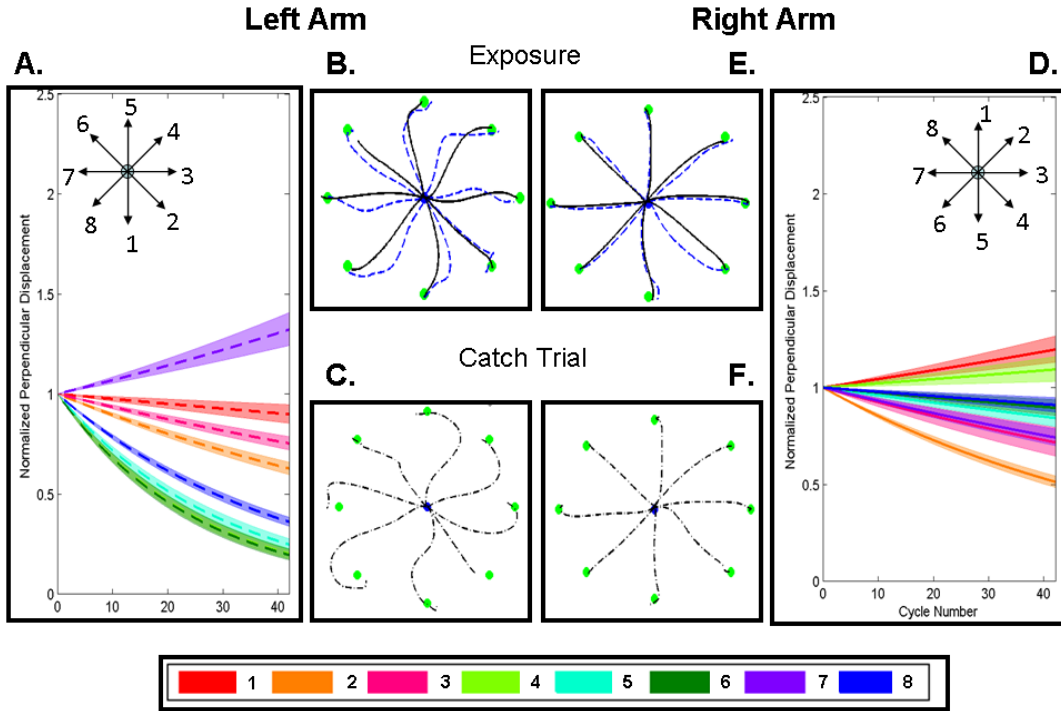 Left Arm Right Arm
A. B. Exposure E. D.
2.5
5
6 4
7 3
8 2
1
2
1.5
1
0.5
0
0 10 20 30 40
Normalized Perpendicular Displacement
2.5
1
8 2
7 3
6 4
5
2
1.5
1
0.5
0
0 10 20 30 40
Normalized Perpendicular Displacement
Cycle Number
Catch Trial
C. F.
1 2 3 4 5 6 7 8